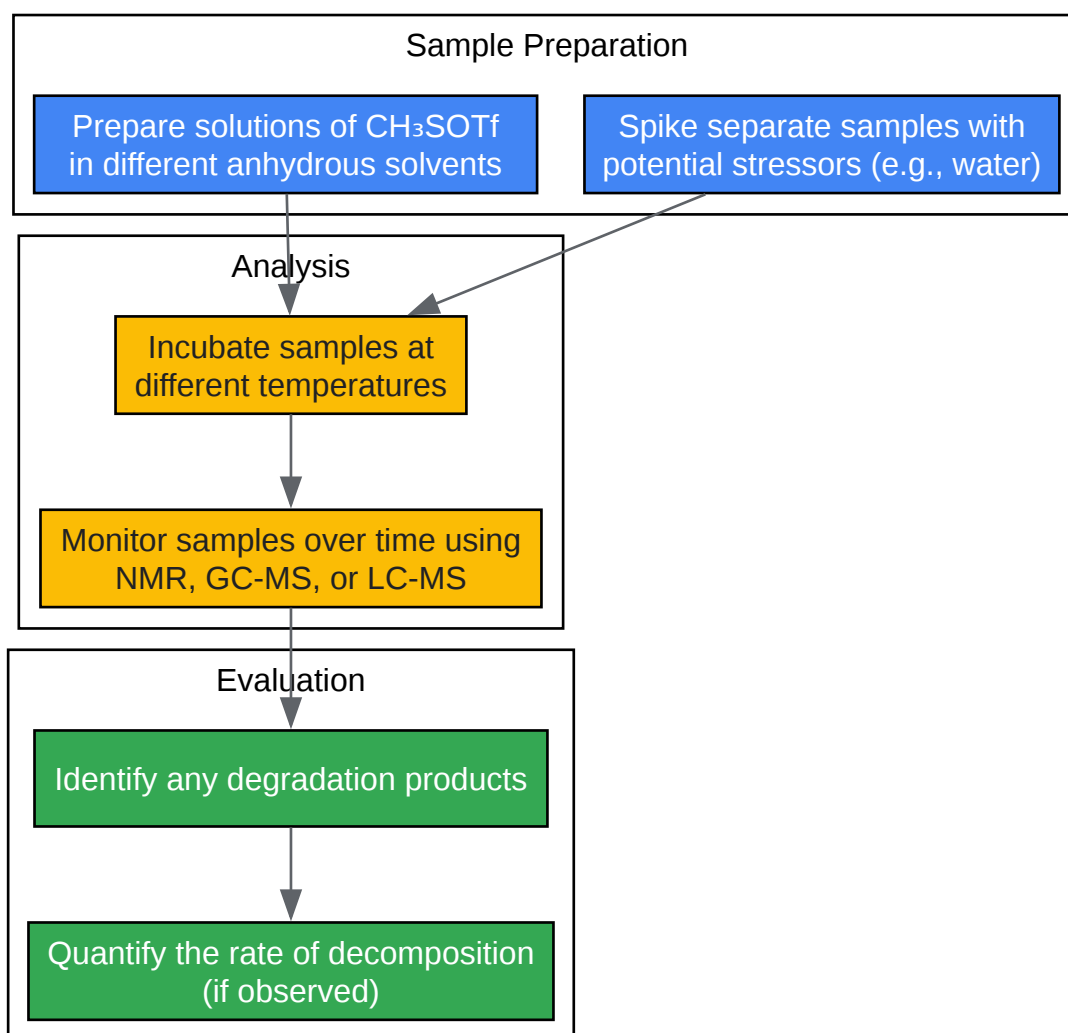 Sample Preparation
Prepare solutions of CH₃SOTf
in different anhydrous solvents
Spike separate samples with
potential stressors (e.g., water)
Analysis
Incubate samples at
different temperatures
Monitor samples over time using
NMR, GC-MS, or LC-MS
Evaluation
Identify any degradation products
Quantify the rate of decomposition
(if observed)